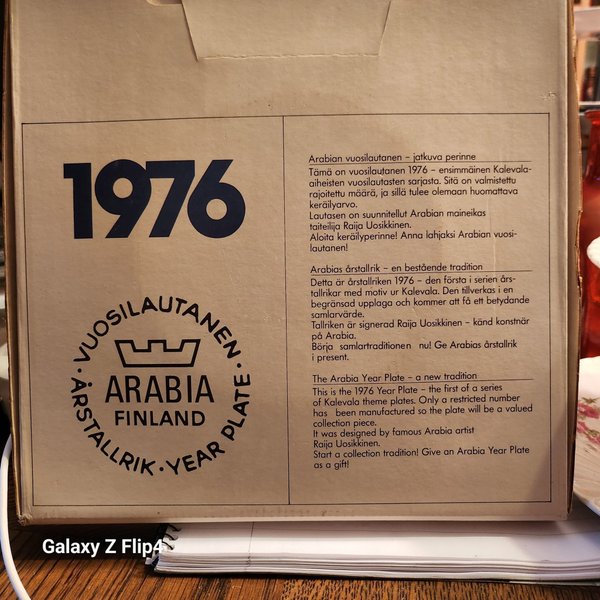 1976
VUOSILAUTANEN · ÅRSTALLRIK · YEAR PLATE ·
ARABIA
FINLAND
Arabian vuosilautanen – jatkuva perinne
Tämä on vuosilautanen 1976 – ensimmäinen Kalevala-
aiheisten vuosilautasten sarjasta. Sitä on valmistettu
rajoitettu määrä, ja sillä tulee olemaan huomattava
keräilyarvo.
Lautasen on suunnitellut Arabian maineikas
taiteilija Raija Uosikkinen.
Aloita keräilyperinne! Anna lahjaksi Arabian vuosi-
lautanen!
Arabias årstallrik – en bestående tradition
Detta är årstallriken 1976 – den första i serien års-
tallrikar med motiv ur Kalevala. Den tillverkas i en
begränsad upplaga och kommer att få ett betydande
samlarvärde.
Tallriken är signerad Raija Uosikkinen – känd konstnär
på Arabia.
Börja samlartraditionen nu! Ge Arabias årstallrik
i present.
The Arabia Year Plate – a new tradition
This is the 1976 Year Plate – the first of a series
of Kalevala theme plates. Only a restricted number
has been manufactured so the plate will be a valued
collection piece.
It was designed by famous Arabia artist
Raija Uosikkinen.
Start a collection tradition! Give an Arabia Year Plate
as a gift!
Galaxy Z Flip4